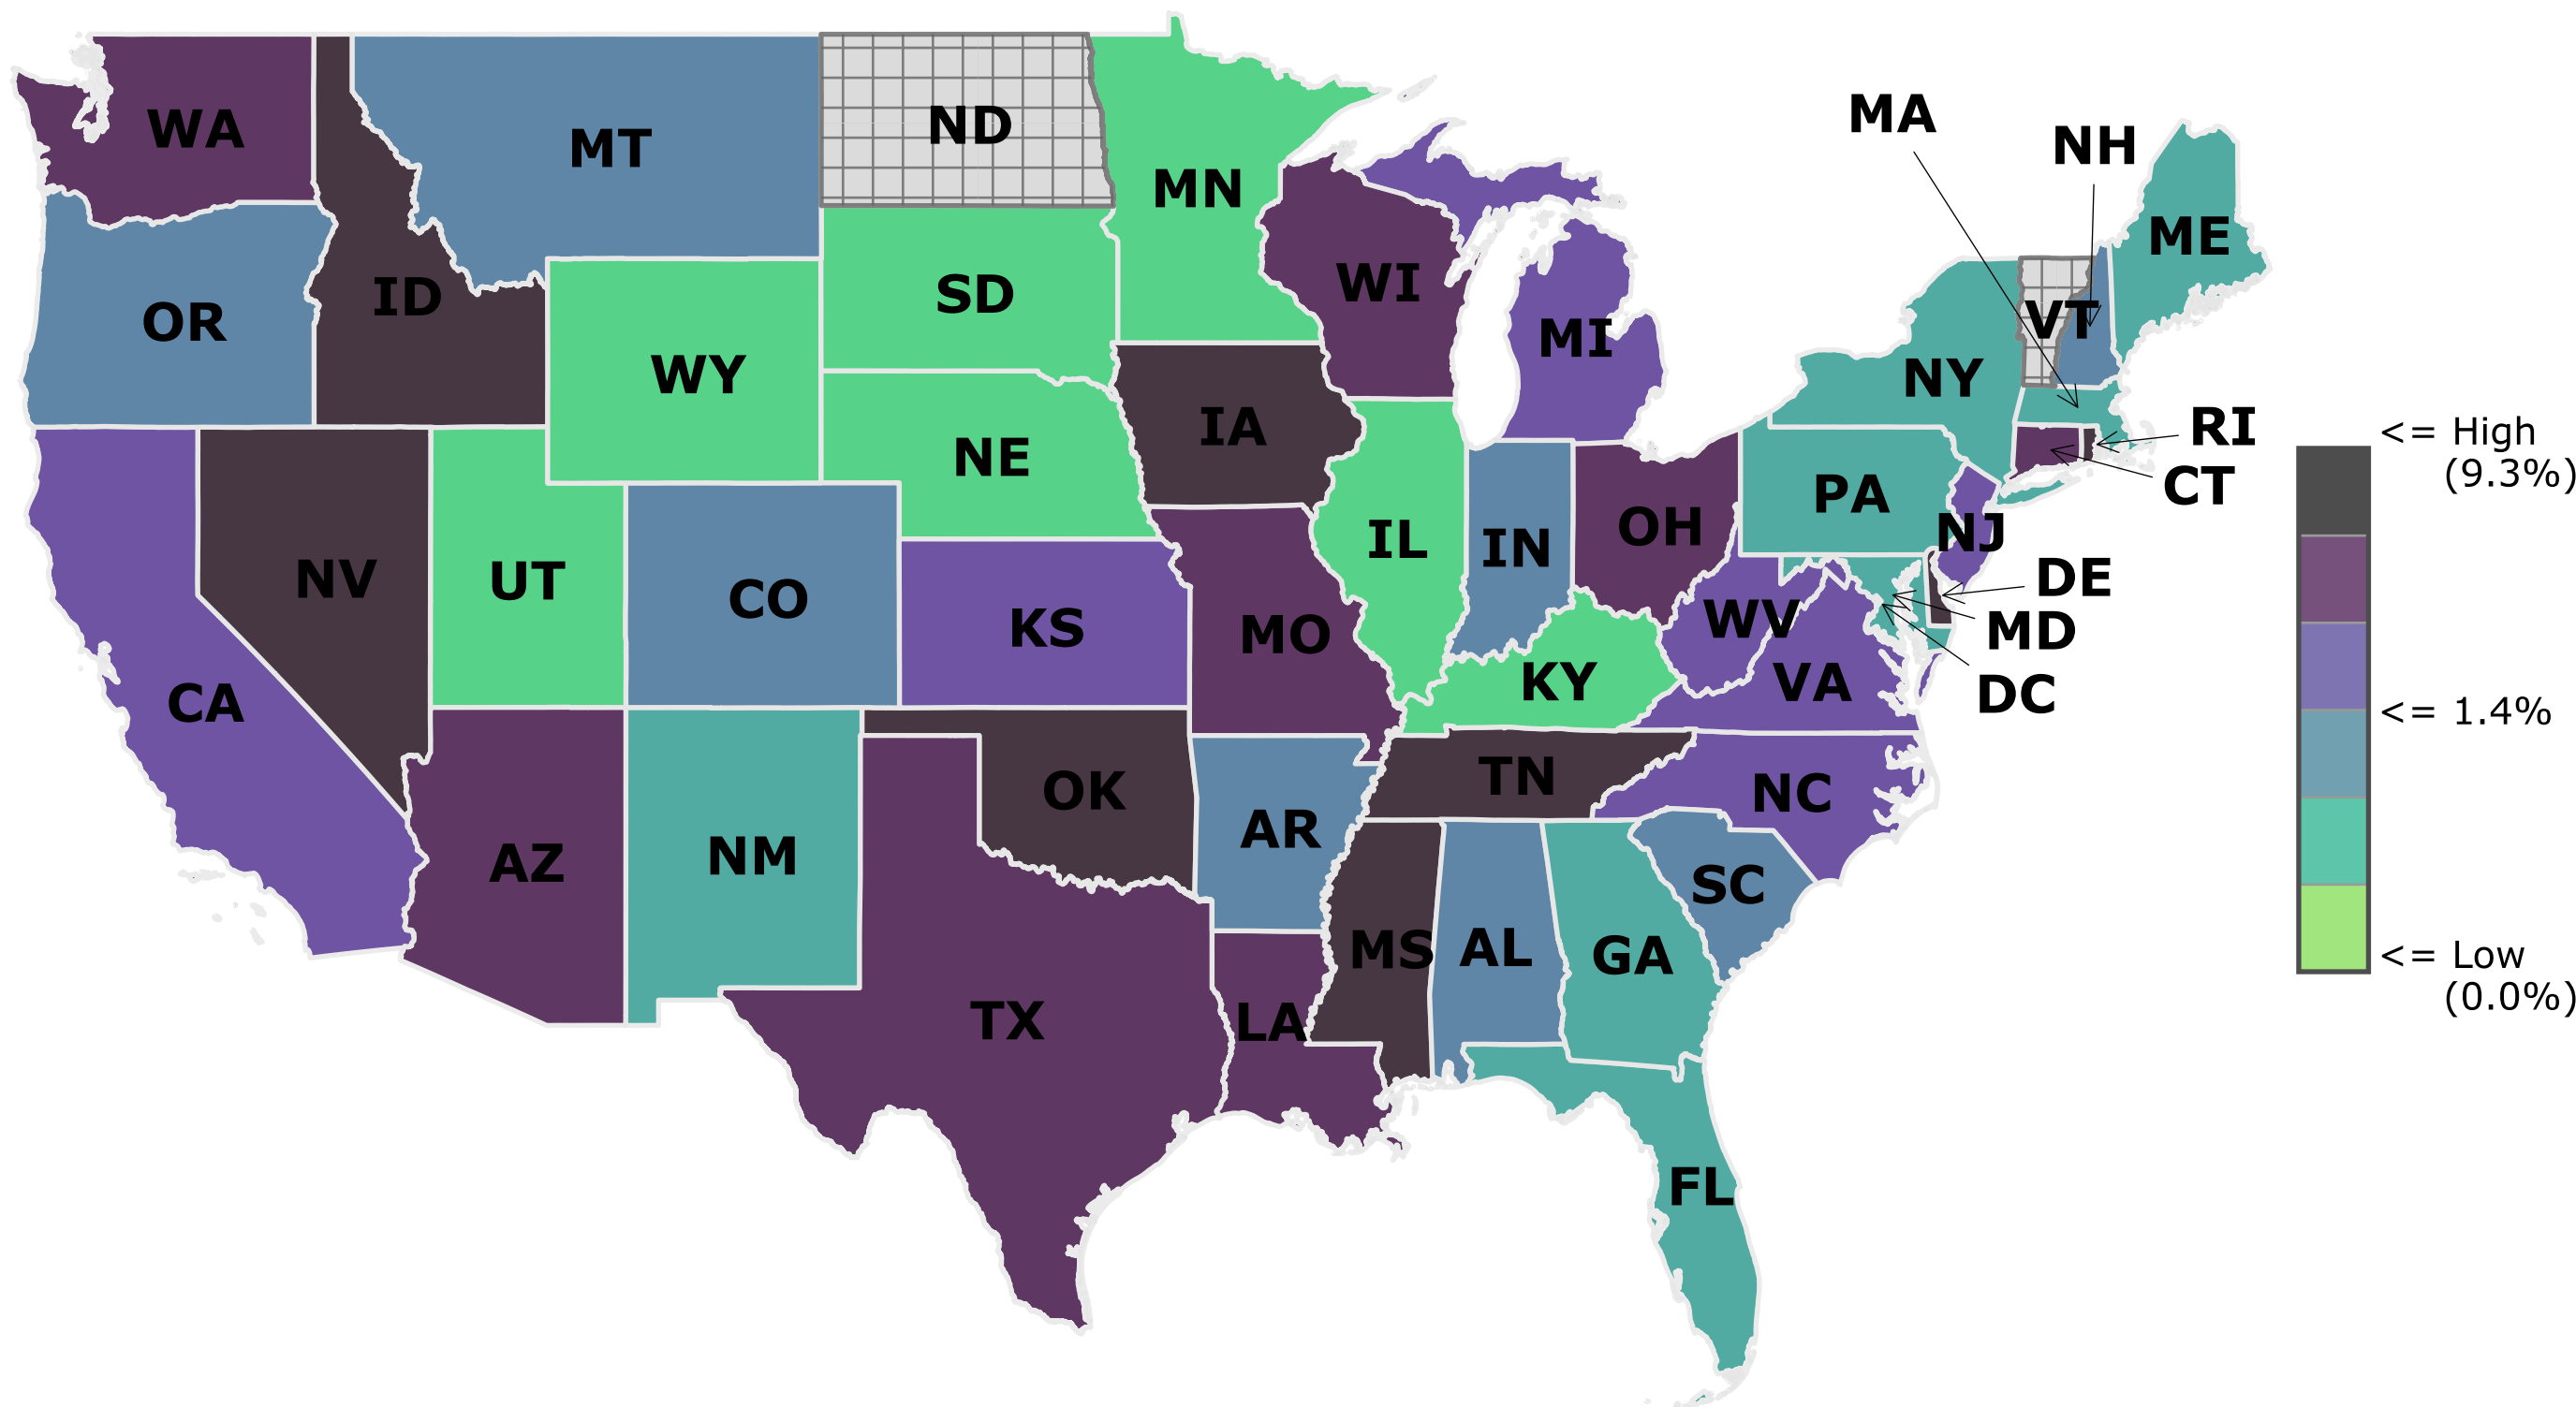 MA
NH
WA
MT
ND
MN
ME
OR
ID
SD
WI
VT
MI
WY
NY
IA
RI
<= High
(9.3%)
NE
CT
PA
IL
IN
OH
NJ
NV
UT
CO
KS
DE
MO
WV
MD
CA
KY
VA
DC
<= 1.4%
OK
TN
NC
AZ
NM
AR
SC
MS
AL
GA
<= Low
(0.0%)
TX
LA
FL